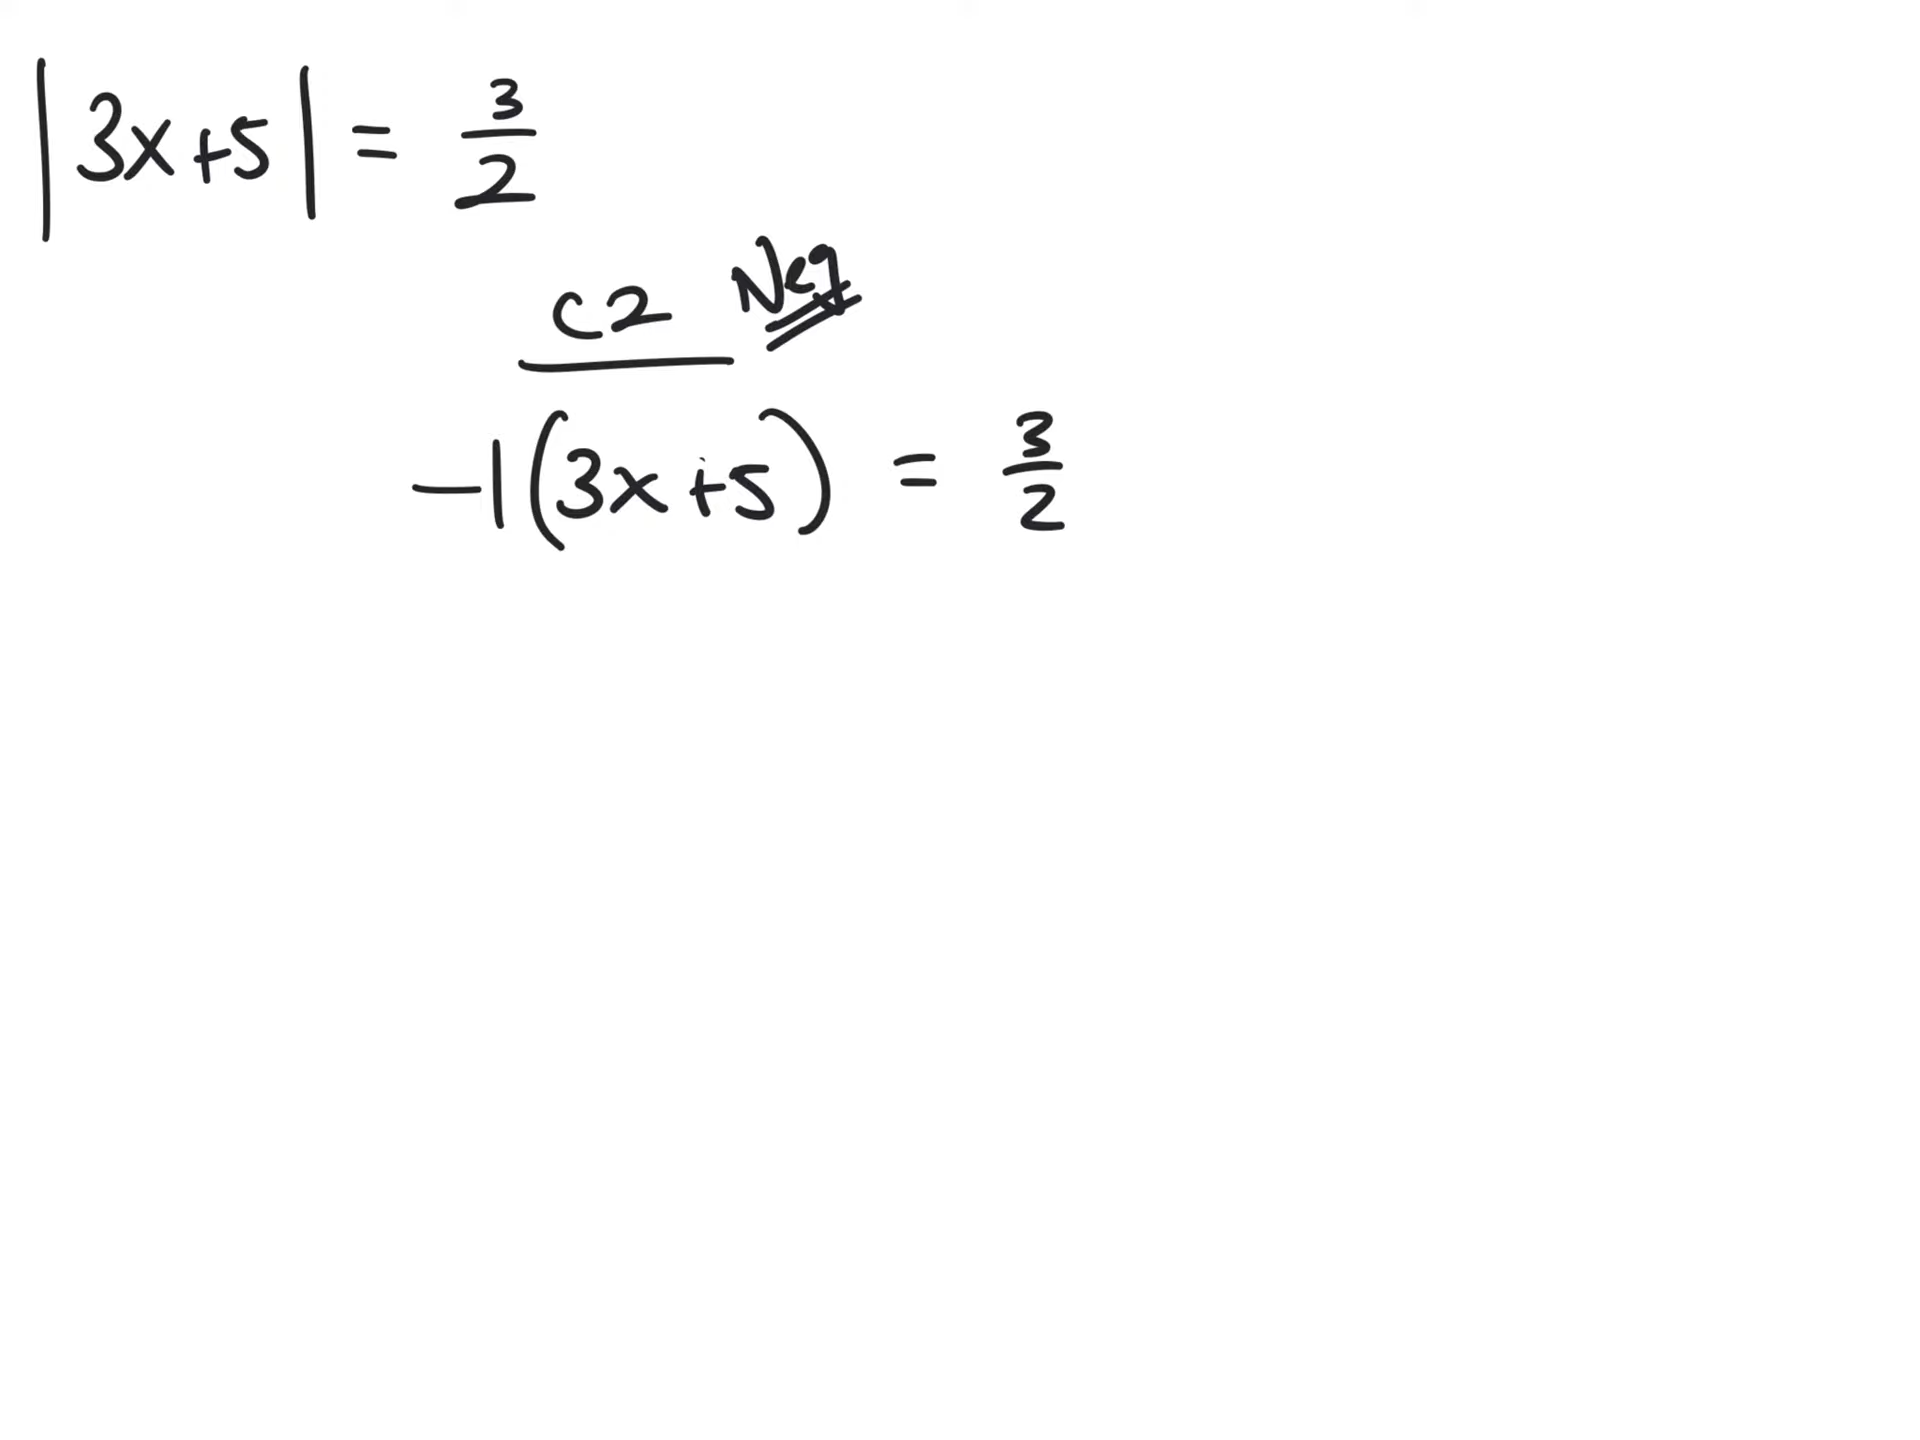 |3x+5| = 3/2
C2 Neg
-1(3x+5) = 3/2